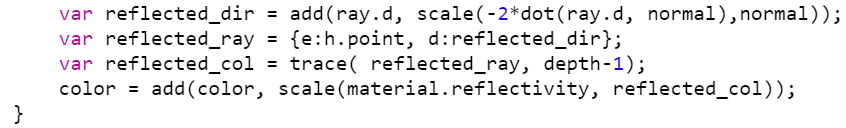 var reflected_dir = add(ray.d, scale(-2*dot(ray.d, normal),normal));
var reflected_ray = {e:h.point, d:reflected_dir};
var reflected_col = trace( reflected_ray, depth-1);
color = add(color, scale(material.reflectivity, reflected_col));
}